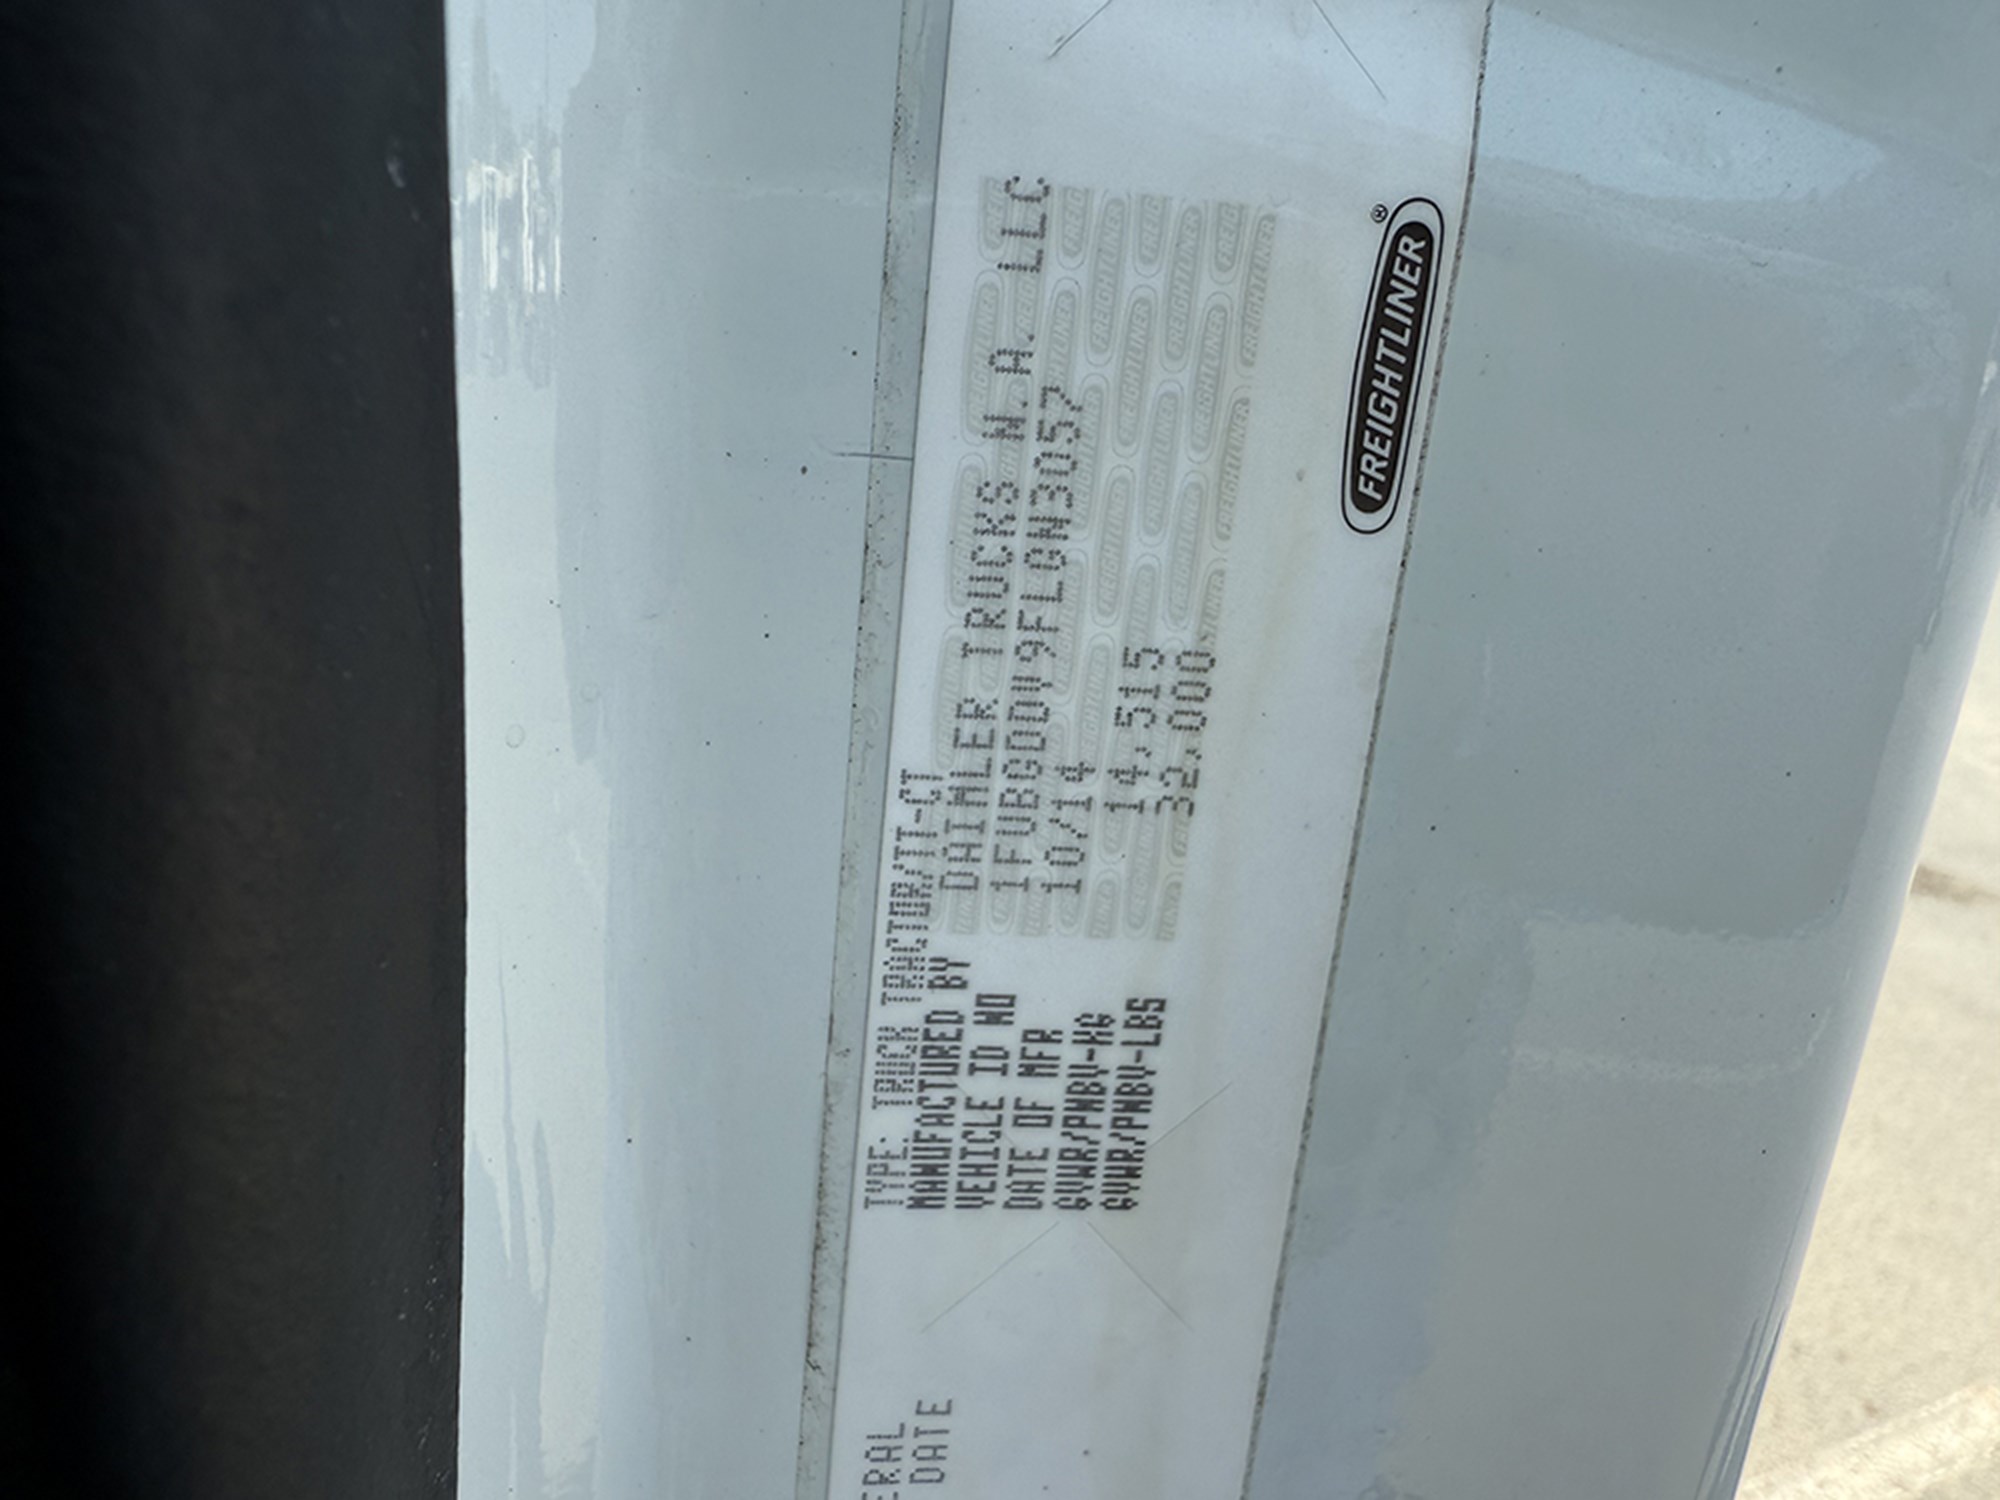 FREIGHTLINER ®
TYPE: TRUCK TRACTOR/TT-CT
MANUFACTURED BY DAIMLER TRUCKS N.A. LLC
VEHICLE ID NO 1FUBGDDV9FLGN3057
DATE OF MFR 10/14
GVWR/PNBV-KG 14,515
GVWR/PNBV-LBS 32,000
ERAL
DATE